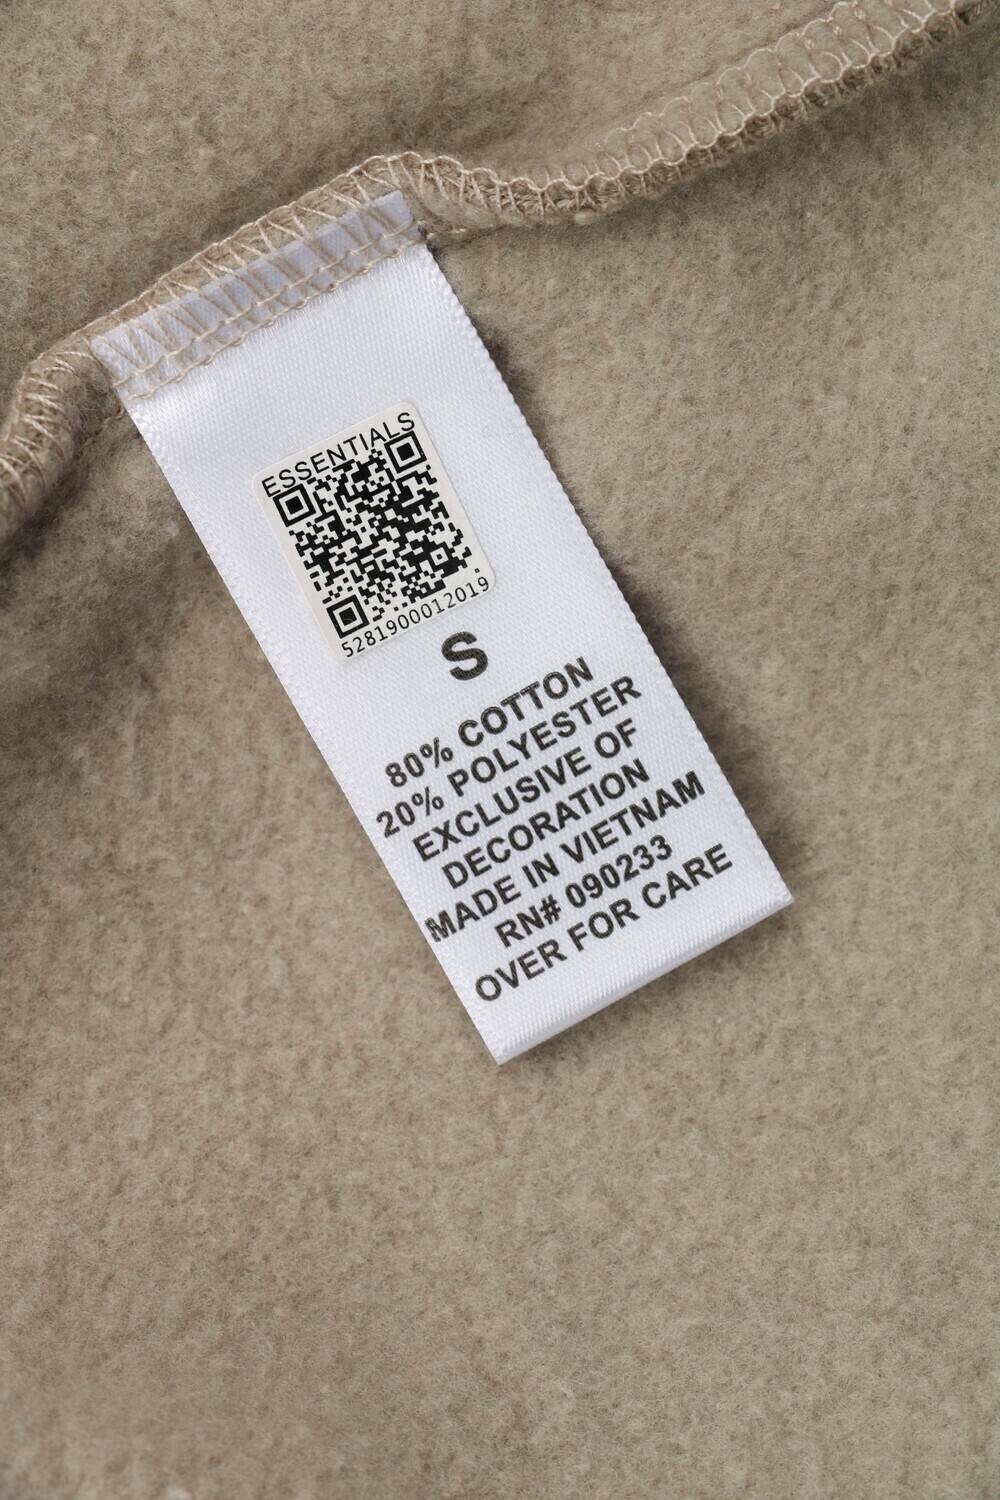 ESSENTIALS
5281900012019
S
80% COTTON
20% POLYESTER
EXCLUSIVE OF
DECORATION
MADE IN VIETNAM
RN# 090233
OVER FOR CARE